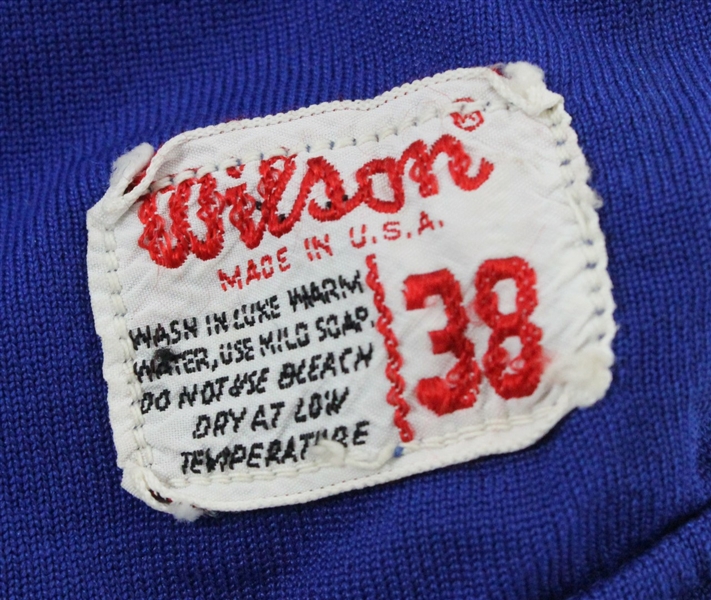 Wilson®
MADE IN U.S.A.
WASH IN LUKE WARM
WATER, USE MILD SOAP.
DO NOT USE BLEACH
DRY AT LOW
TEMPERATURE
38